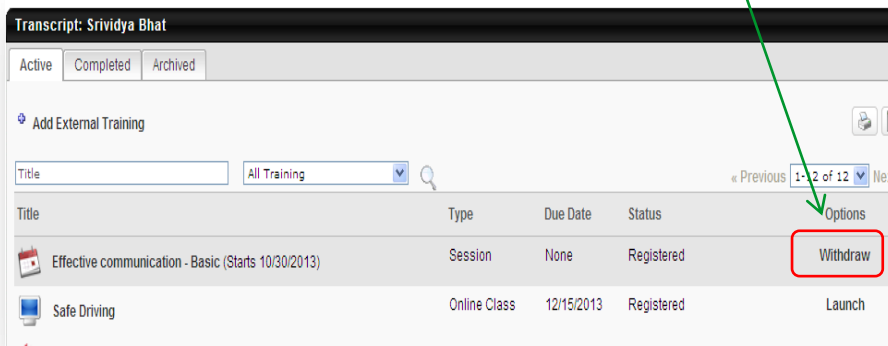 Transcript: Srividya Bhat
Active Completed Archived
Add External Training
Title All Training « Previous 1-12 of 12
Title Type Due Date Status Options
Effective communication - Basic (Starts 10/30/2013) Session None Registered Withdraw
Safe Driving Online Class 12/15/2013 Registered Launch